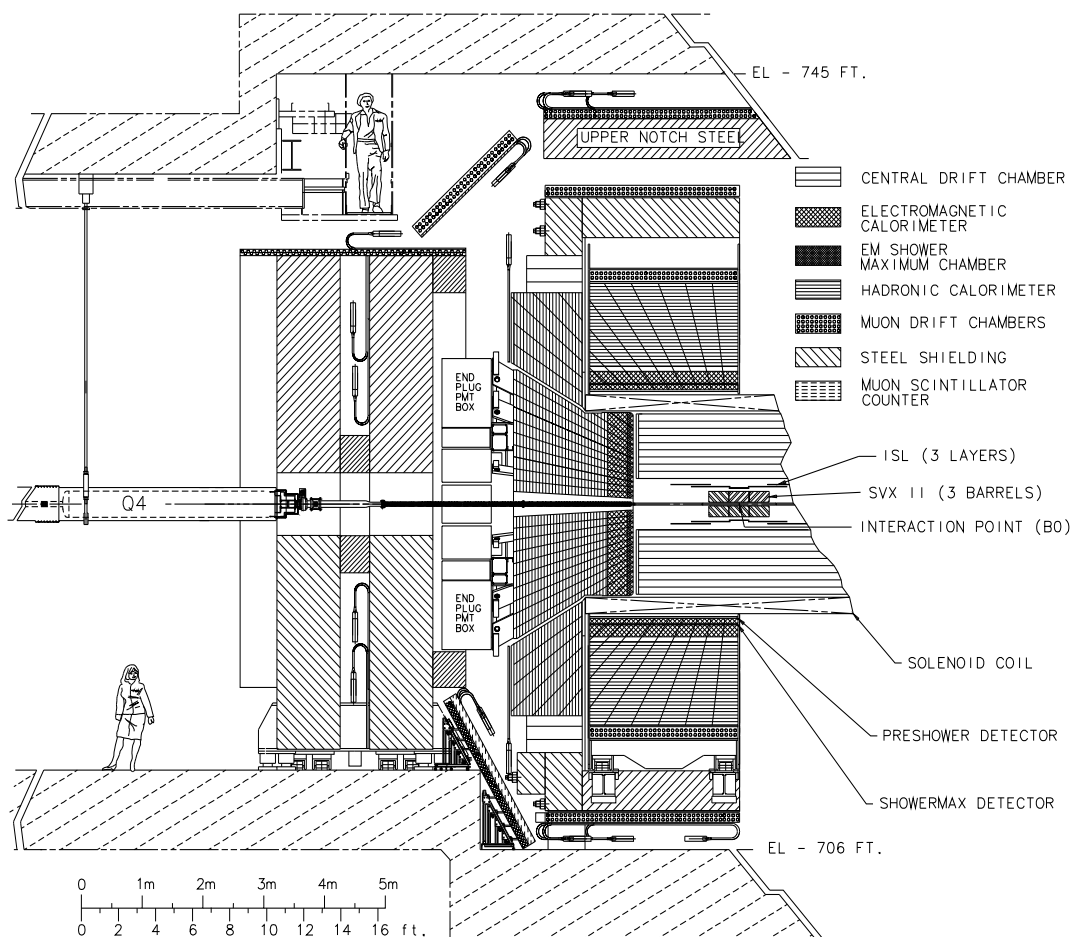 EL - 745 FT.
UPPER NOTCH STEEL
CENTRAL DRIFT CHAMBER
ELECTROMAGNETIC
CALORIMETER
EM SHOWER
MAXIMUM CHAMBER
HADRONIC CALORIMETER
MUON DRIFT CHAMBERS
STEEL SHIELDING
MUON SCINTILLATOR
COUNTER
END
PLUG
PMT
BOX
ISL (3 LAYERS)
SVX II (3 BARRELS)
INTERACTION POINT (B0)
Q4
END
PLUG
PMT
BOX
SOLENOID COIL
PRESHOWER DETECTOR
SHOWERMAX DETECTOR
EL - 706 FT.
0 1m 2m 3m 4m 5m
0 2 4 6 8 10 12 14 16 ft.